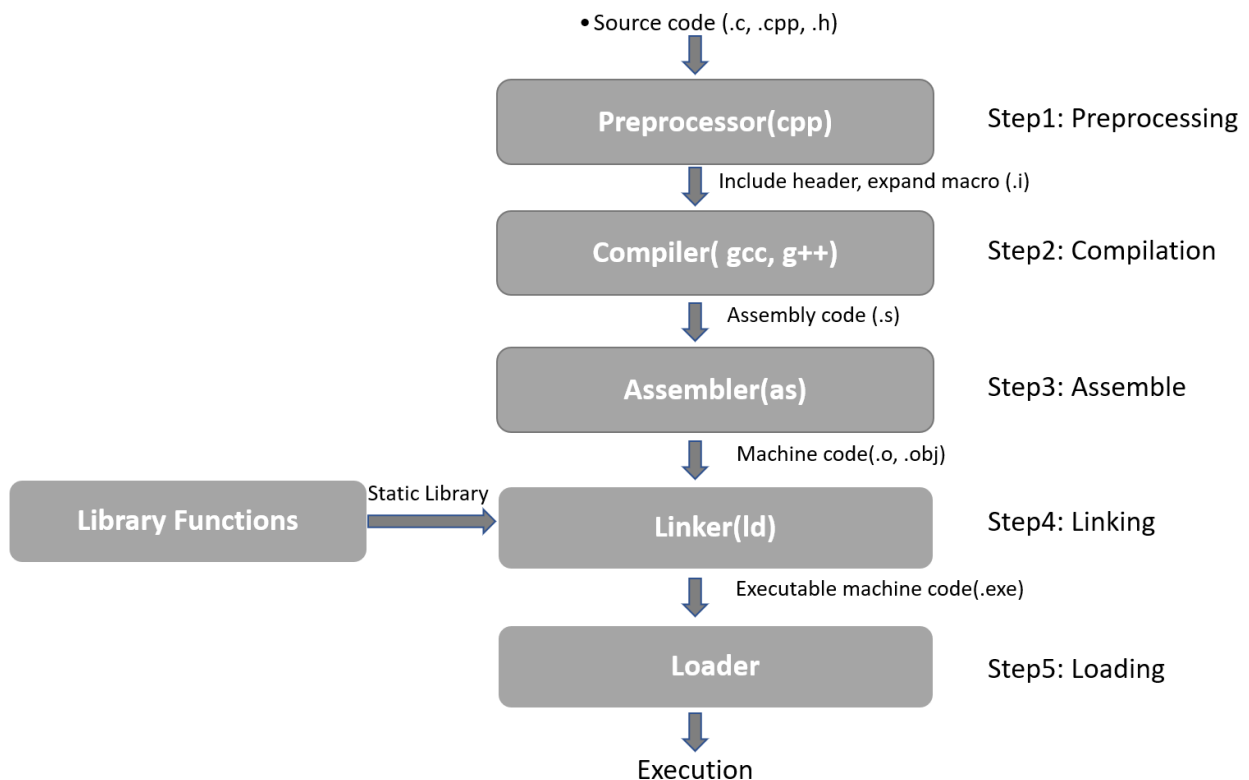 • Source code (.c, .cpp, .h)
Preprocessor(cpp)
Step1: Preprocessing
Include header, expand macro (.i)
Compiler( gcc, g++)
Step2: Compilation
Assembly code (.s)
Assembler(as)
Step3: Assemble
Machine code(.o, .obj)
Library Functions
Static Library
Linker(ld)
Step4: Linking
Executable machine code(.exe)
Loader
Step5: Loading
Execution